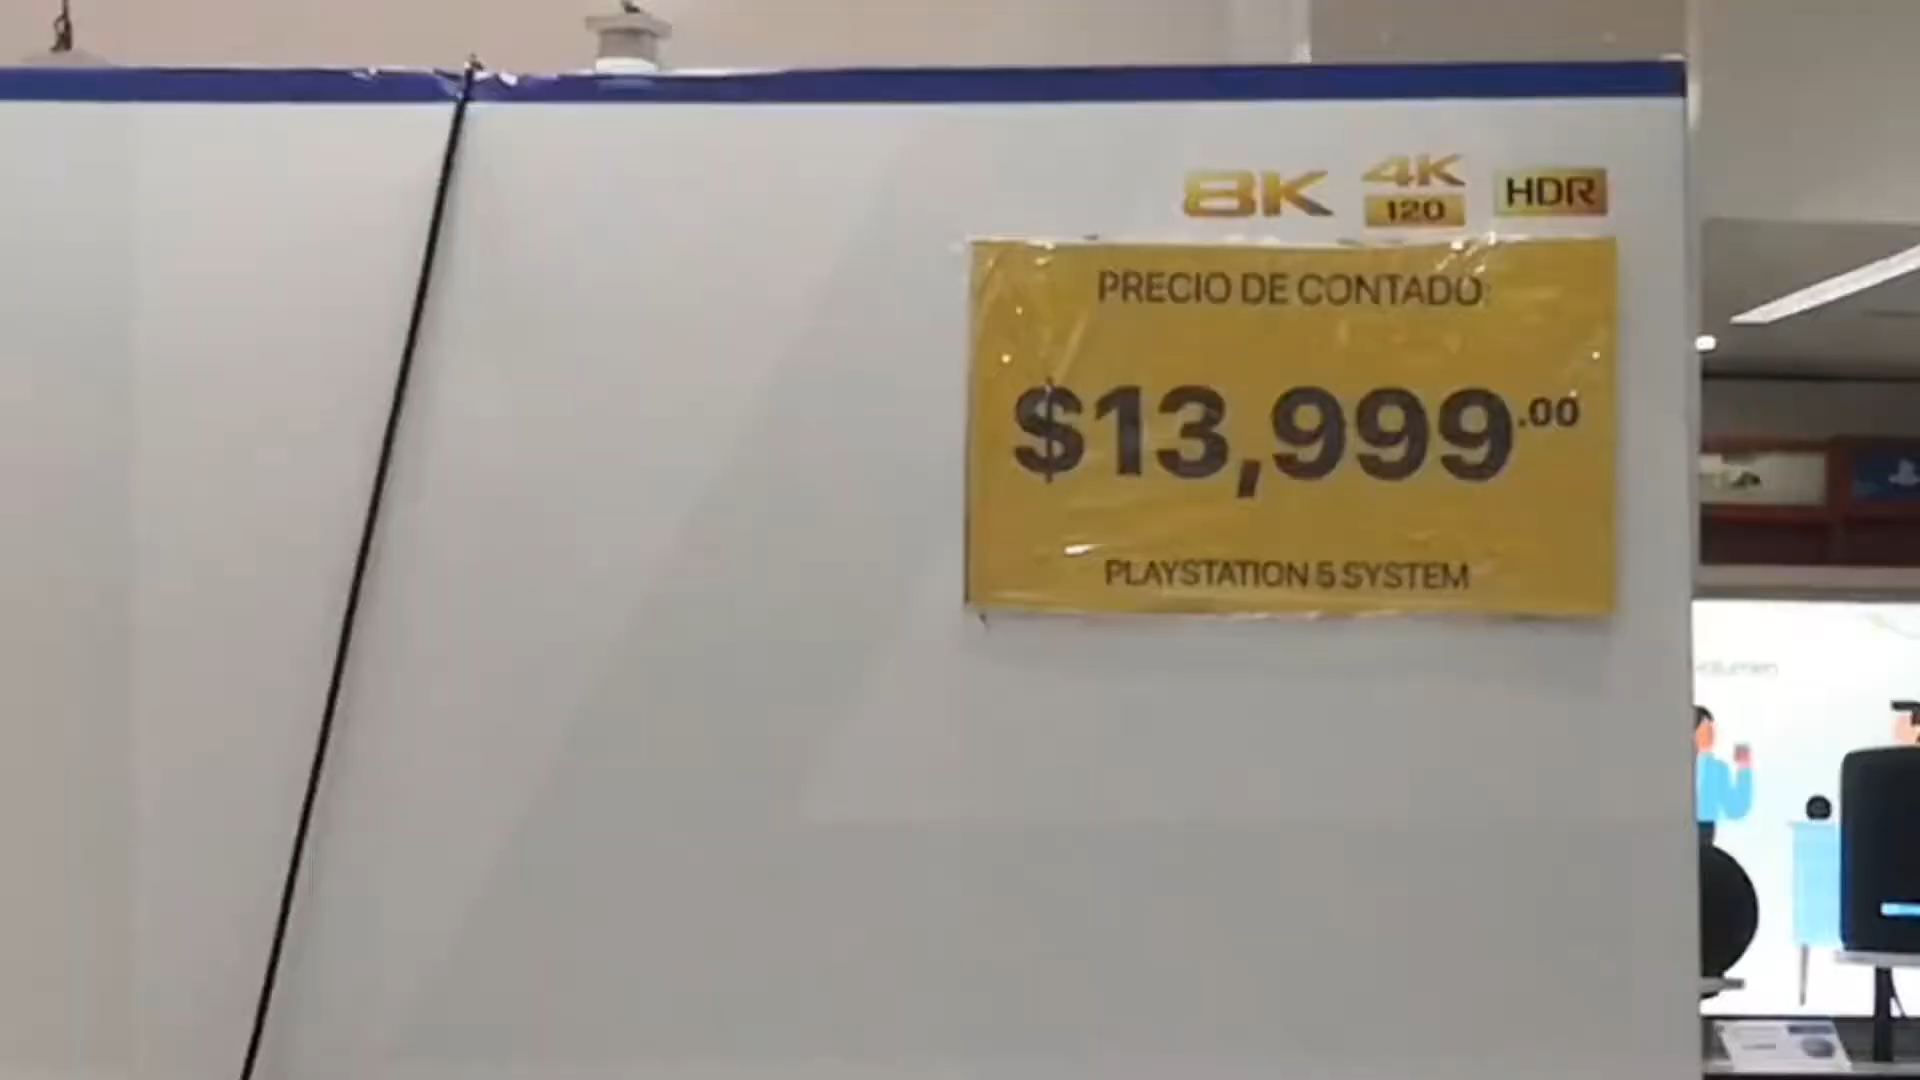 8K 4K HDR
120
PRECIO DE CONTADO:
$13,999.00
PLAYSTATION 5 SYSTEM